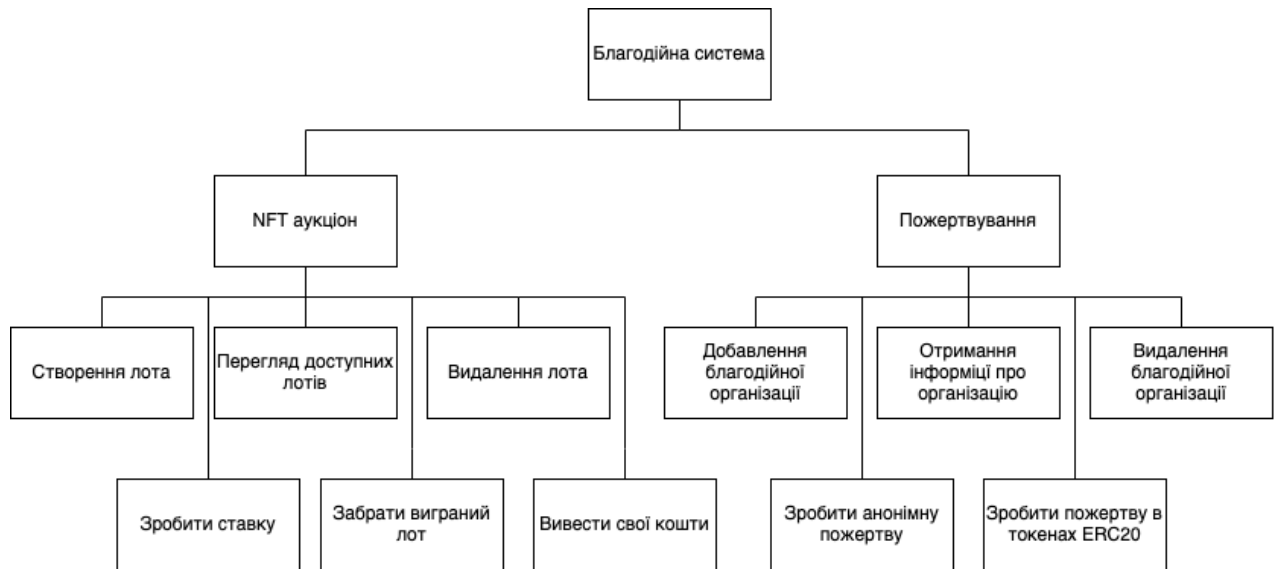 Благодійна система
NFT аукціон
Пожертвування
Створення лота
Перегляд доступних
лотів
Видалення лота
Добавлення
благодійної
організації
Отримання
інформіції про
організацію
Видалення
благодійної
організації
Зробити ставку
Забрати виграний
лот
Вивести свої кошти
Зробити анонімну
пожертву
Зробити пожертву в
токенах ERC20